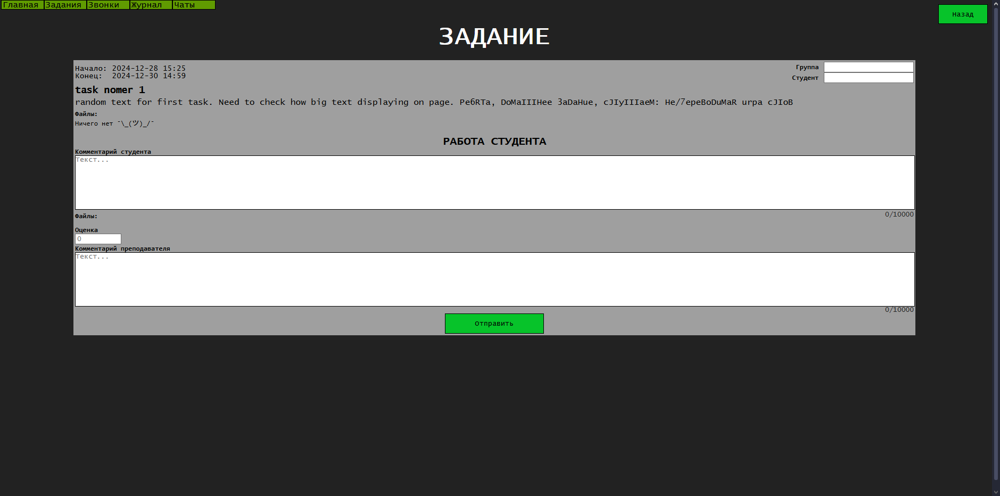 Главная Задания Звонки Журнал Чаты
Назад
ЗАДАНИЕ
Начало: 2024-12-28 15:25
Конец: 2024-12-30 14:59
Группа
Студент
task nomer 1
random text for first task. Need to check how big text displaying on page. Pe6RTa, DoMaIIIHee 3aDaHue, cJIyIIIaeM: He/7epeBoDuMaR urpa cJIoB
Файлы:
Ничего нет ¯\_(ツ)_/¯
РАБОТА СТУДЕНТА
Комментарий студента
Текст...
0/10000
Файлы:
Оценка
0
Комментарий преподавателя
Текст...
0/10000
Отправить